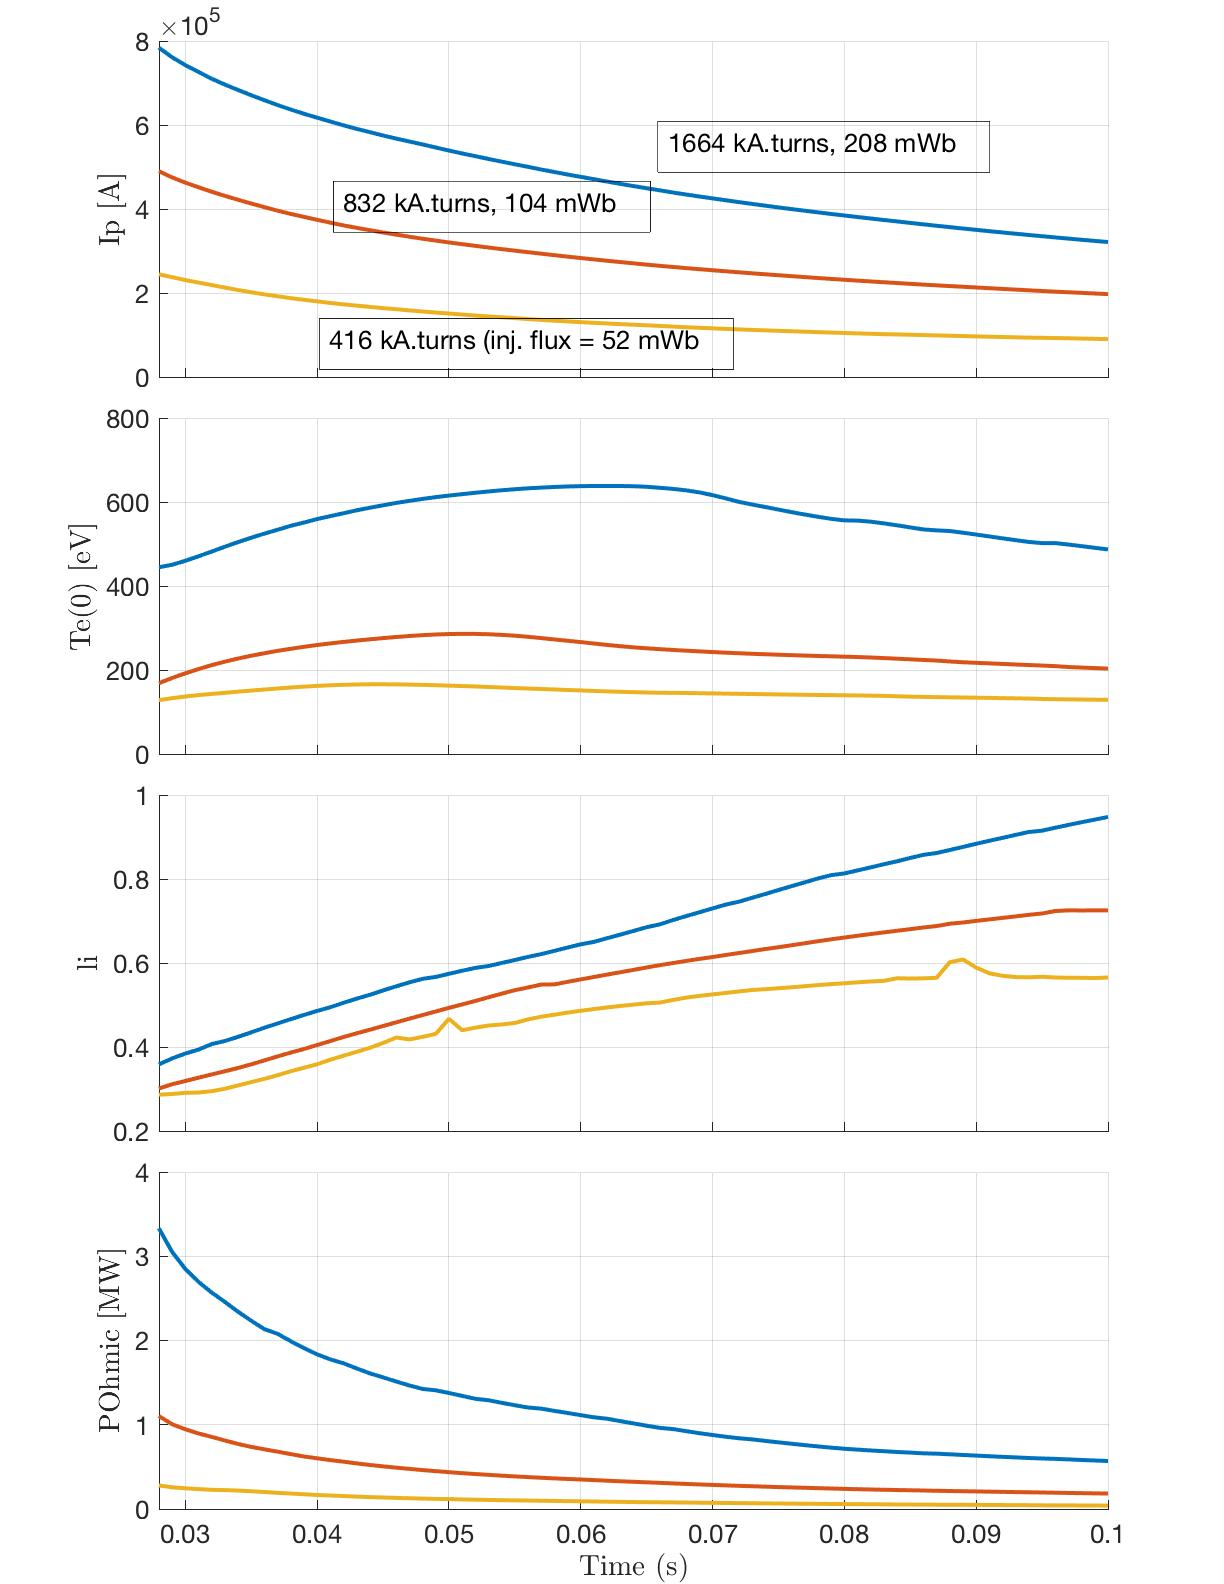 ×10⁵
8
6
4
2
0
Ip [A]
1664 kA.turns, 208 mWb
832 kA.turns, 104 mWb
416 kA.turns (inj. flux = 52 mWb
800
600
400
200
0
Te(0) [eV]
1
0.8
0.6
0.4
0.2
li
4
3
2
1
0
POhmic [MW]
0.03 0.04 0.05 0.06 0.07 0.08 0.09 0.1
Time (s)